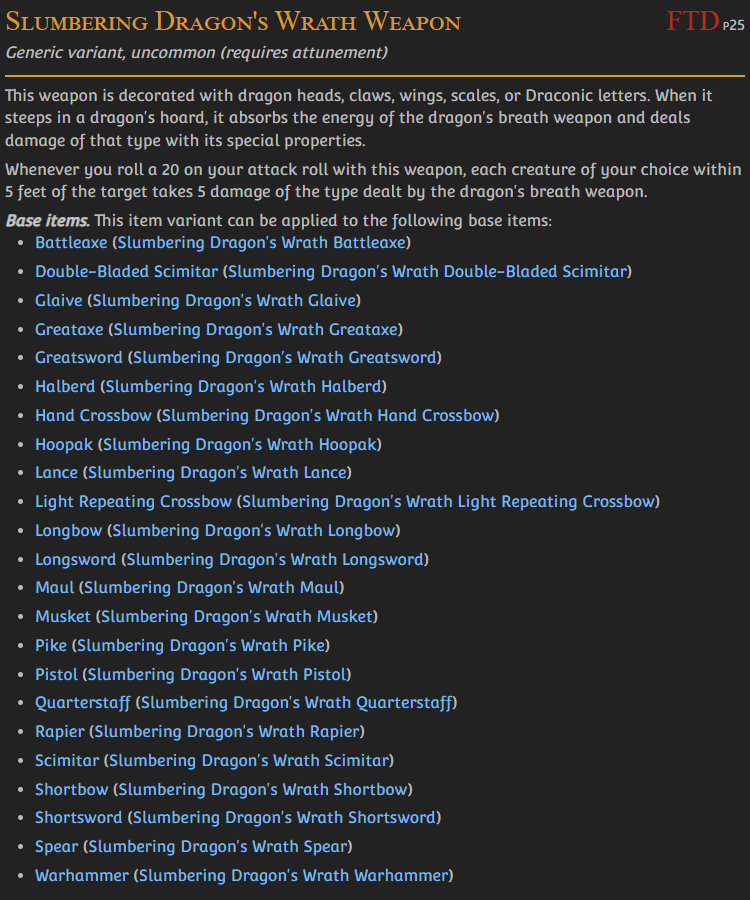 Slumbering Dragon's Wrath Weapon FTD P25
Generic variant, uncommon (requires attunement)
This weapon is decorated with dragon heads, claws, wings, scales, or Draconic letters. When it
steeps in a dragon's hoard, it absorbs the energy of the dragon's breath weapon and deals
damage of that type with its special properties.
Whenever you roll a 20 on your attack roll with this weapon, each creature of your choice within
5 feet of the target takes 5 damage of the type dealt by the dragon's breath weapon.
Base items. This item variant can be applied to the following base items:
• Battleaxe (Slumbering Dragon's Wrath Battleaxe)
• Double-Bladed Scimitar (Slumbering Dragon's Wrath Double-Bladed Scimitar)
• Glaive (Slumbering Dragon's Wrath Glaive)
• Greataxe (Slumbering Dragon's Wrath Greataxe)
• Greatsword (Slumbering Dragon's Wrath Greatsword)
• Halberd (Slumbering Dragon's Wrath Halberd)
• Hand Crossbow (Slumbering Dragon's Wrath Hand Crossbow)
• Hoopak (Slumbering Dragon's Wrath Hoopak)
• Lance (Slumbering Dragon's Wrath Lance)
• Light Repeating Crossbow (Slumbering Dragon's Wrath Light Repeating Crossbow)
• Longbow (Slumbering Dragon's Wrath Longbow)
• Longsword (Slumbering Dragon's Wrath Longsword)
• Maul (Slumbering Dragon's Wrath Maul)
• Musket (Slumbering Dragon's Wrath Musket)
• Pike (Slumbering Dragon's Wrath Pike)
• Pistol (Slumbering Dragon's Wrath Pistol)
• Quarterstaff (Slumbering Dragon's Wrath Quarterstaff)
• Rapier (Slumbering Dragon's Wrath Rapier)
• Scimitar (Slumbering Dragon's Wrath Scimitar)
• Shortbow (Slumbering Dragon's Wrath Shortbow)
• Shortsword (Slumbering Dragon's Wrath Shortsword)
• Spear (Slumbering Dragon's Wrath Spear)
• Warhammer (Slumbering Dragon's Wrath Warhammer)